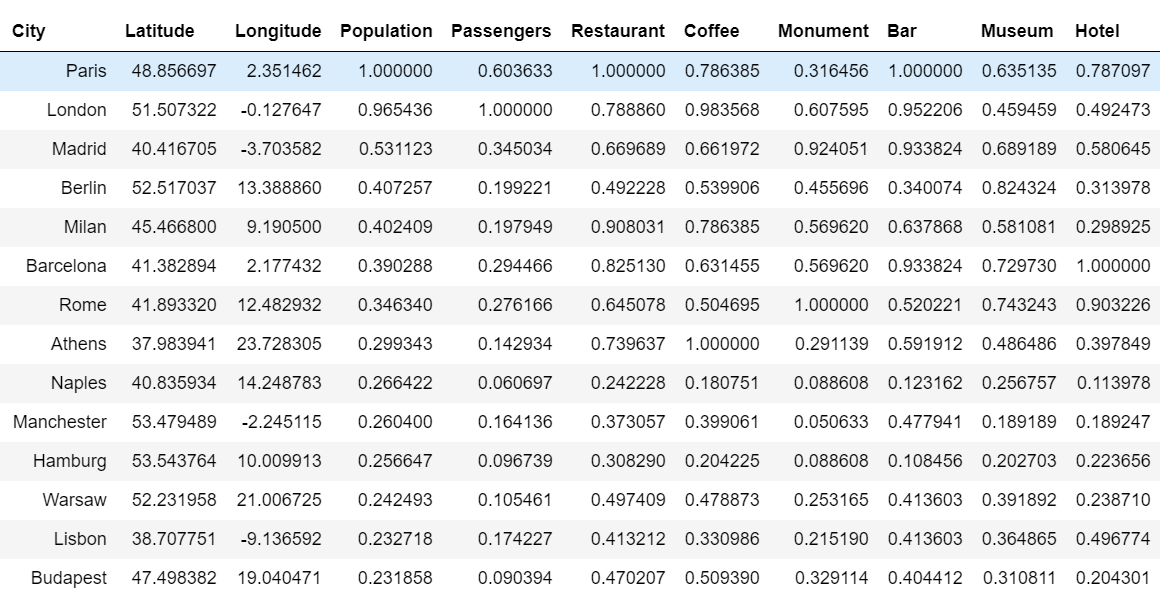 City Latitude Longitude Population Passengers Restaurant Coffee Monument Bar Museum Hotel
Paris 48.856697 2.351462 1.000000 0.603633 1.000000 0.786385 0.316456 1.000000 0.635135 0.787097
London 51.507322 -0.127647 0.965436 1.000000 0.788860 0.983568 0.607595 0.952206 0.459459 0.492473
Madrid 40.416705 -3.703582 0.531123 0.345034 0.669689 0.661972 0.924051 0.933824 0.689189 0.580645
Berlin 52.517037 13.388860 0.407257 0.199221 0.492228 0.539906 0.455696 0.340074 0.824324 0.313978
Milan 45.466800 9.190500 0.402409 0.197949 0.908031 0.786385 0.569620 0.637868 0.581081 0.298925
Barcelona 41.382894 2.177432 0.390288 0.294466 0.825130 0.631455 0.569620 0.933824 0.729730 1.000000
Rome 41.893320 12.482932 0.346340 0.276166 0.645078 0.504695 1.000000 0.520221 0.743243 0.903226
Athens 37.983941 23.728305 0.299343 0.142934 0.739637 1.000000 0.291139 0.591912 0.486486 0.397849
Naples 40.835934 14.248783 0.266422 0.060697 0.242228 0.180751 0.088608 0.123162 0.256757 0.113978
Manchester 53.479489 -2.245115 0.260400 0.164136 0.373057 0.399061 0.050633 0.477941 0.189189 0.189247
Hamburg 53.543764 10.009913 0.256647 0.096739 0.308290 0.204225 0.088608 0.108456 0.202703 0.223656
Warsaw 52.231958 21.006725 0.242493 0.105461 0.497409 0.478873 0.253165 0.413603 0.391892 0.238710
Lisbon 38.707751 -9.136592 0.232718 0.174227 0.413212 0.330986 0.215190 0.413603 0.364865 0.496774
Budapest 47.498382 19.040471 0.231858 0.090394 0.470207 0.509390 0.329114 0.404412 0.310811 0.204301